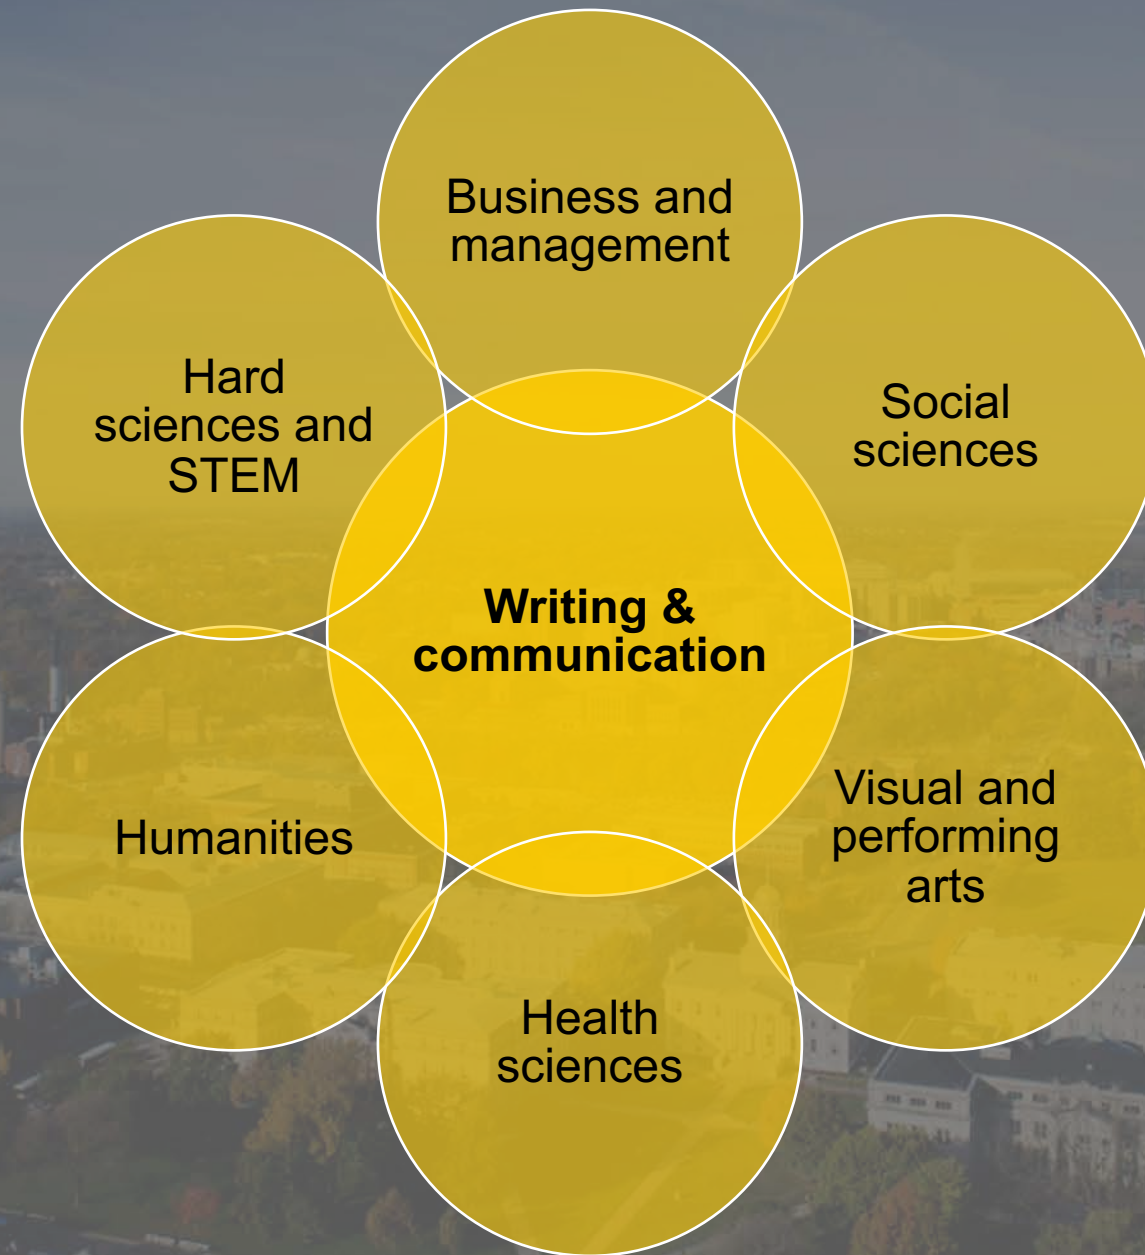 Business and
management
Hard
sciences and
STEM
Social
sciences
Writing &
communication
Humanities
Visual and
performing
arts
Health
sciences